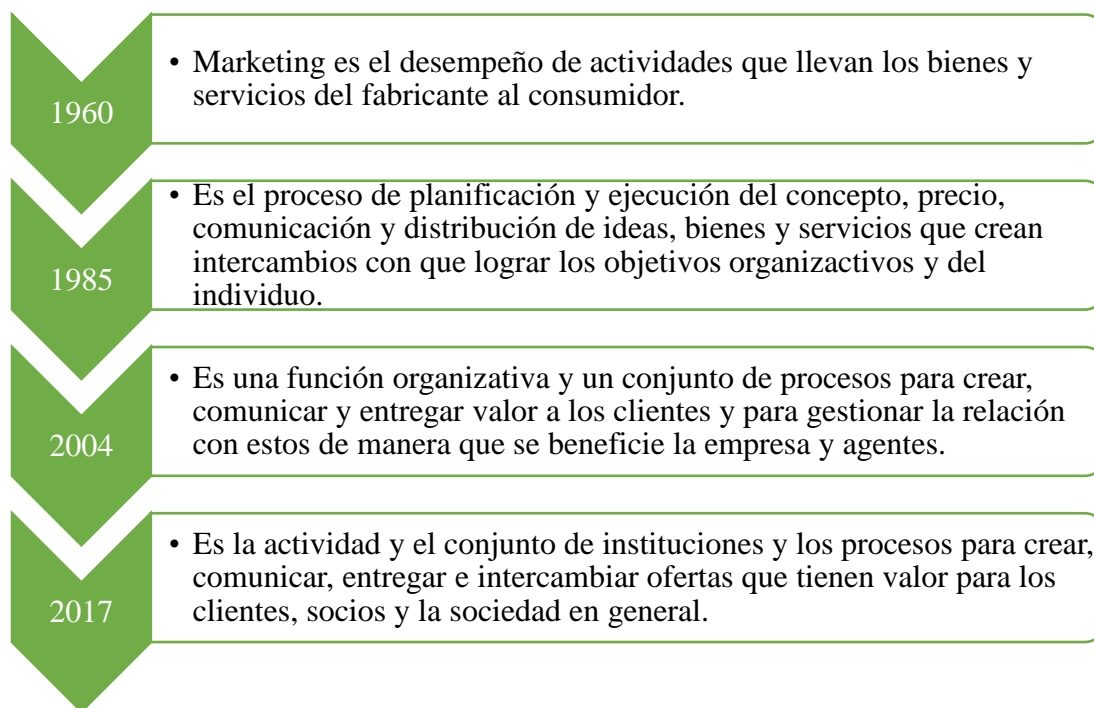 1960
• Marketing es el desempeño de actividades que llevan los bienes y
servicios del fabricante al consumidor.
1985
• Es el proceso de planificación y ejecución del concepto, precio,
comunicación y distribución de ideas, bienes y servicios que crean
intercambios con que lograr los objetivos organizactivos y del
individuo.
2004
• Es una función organizativa y un conjunto de procesos para crear,
comunicar y entregar valor a los clientes y para gestionar la relación
con estos de manera que se beneficie la empresa y agentes.
2017
• Es la actividad y el conjunto de instituciones y los procesos para crear,
comunicar, entregar e intercambiar ofertas que tienen valor para los
clientes, socios y la sociedad en general.